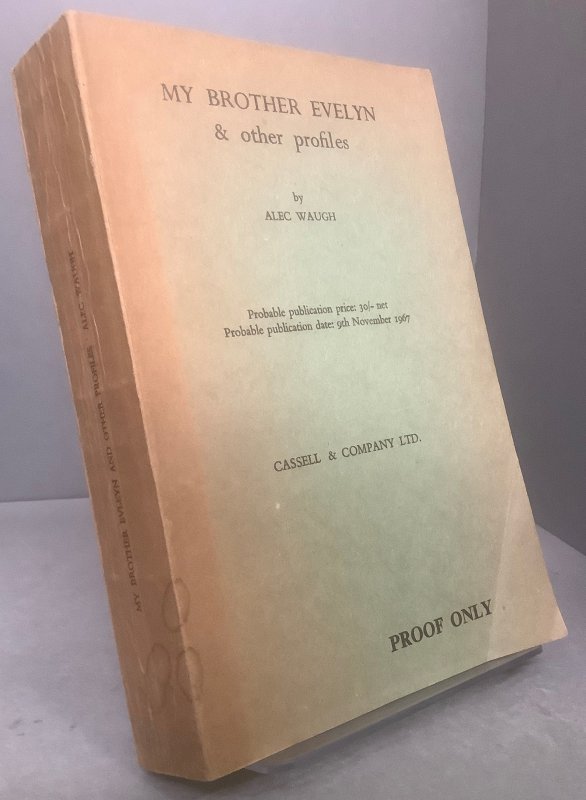 MY BROTHER EVELYN
& other profiles
by
ALEC WAUGH
Probable publication price: 30/- net
Probable publication date: 9th November 1967
CASSELL & COMPANY LTD.
PROOF ONLY
MY BROTHER EVELYN AND OTHER PROFILES ALEC WAUGH